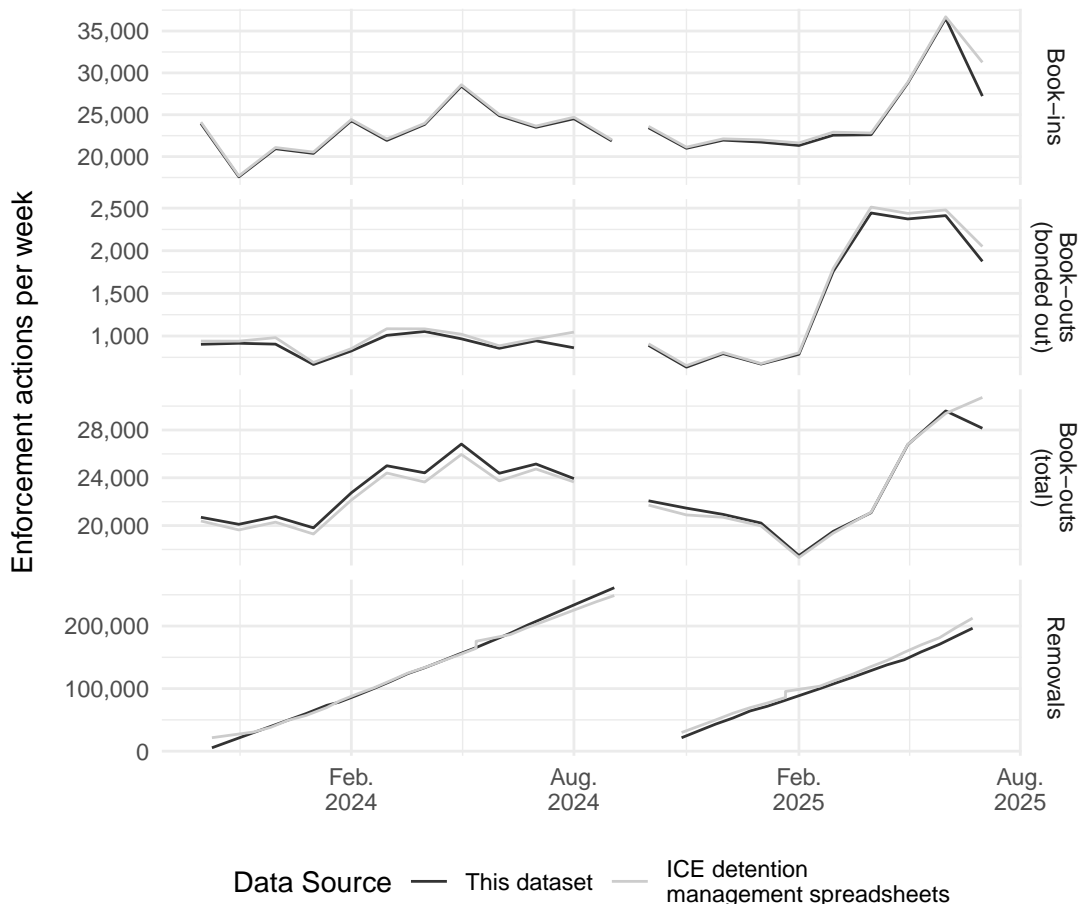 35,000
30,000
25,000
20,000
Book−ins
2,500
2,000
1,500
1,000
Book−outs
(bonded out)
28,000
24,000
20,000
Book−outs
(total)
200,000
100,000
0
Removals
Enforcement actions per week
Feb.
2024
Aug.
2024
Feb.
2025
Aug.
2025
Data Source
This dataset
ICE detention
management spreadsheets